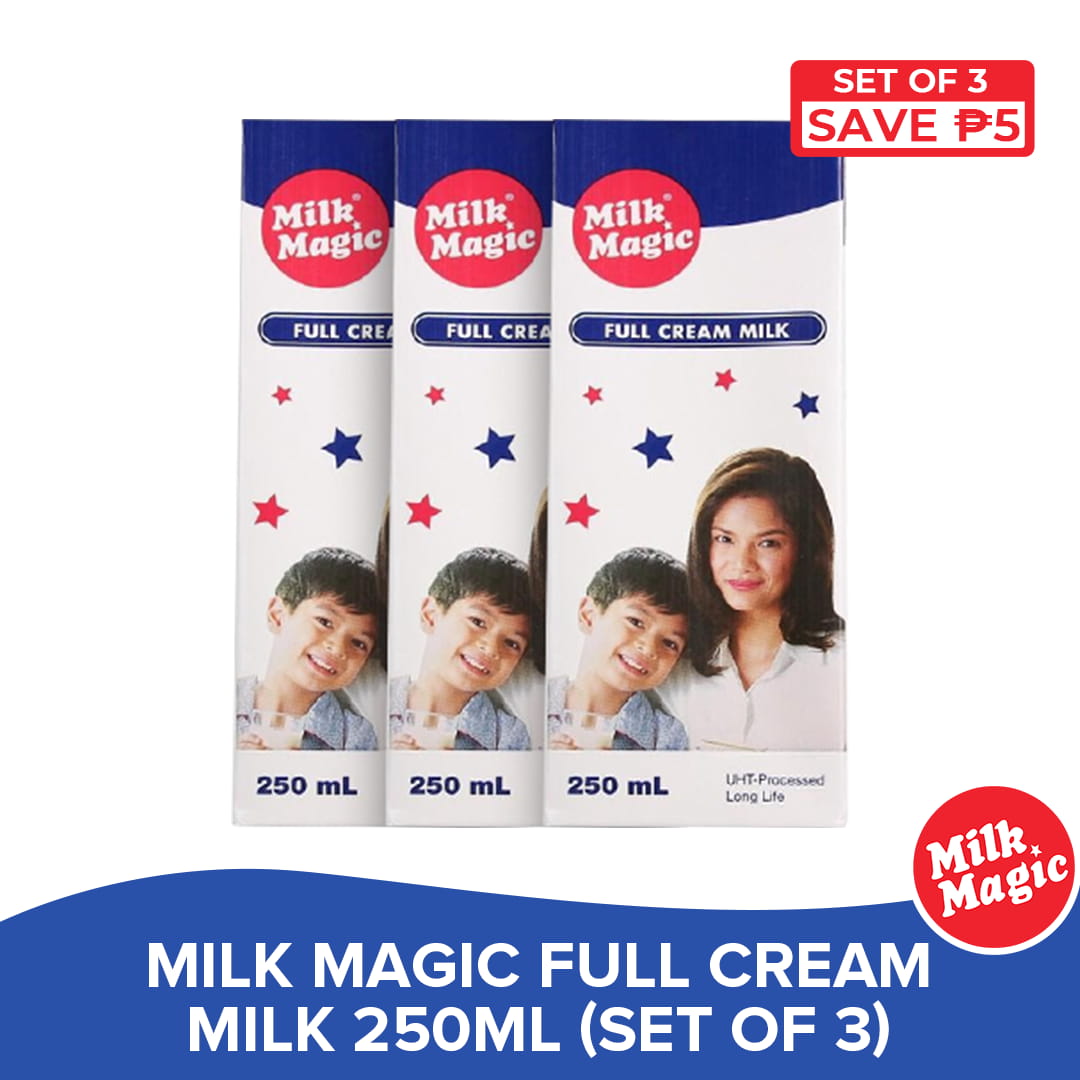 SET OF 3
SAVE ₱5
Milk®
Magic
Milk®
Magic
Milk®
Magic
FULL CREA
FULL CREA
FULL CREAM MILK
250 mL
250 mL
250 mL
UHT-Processed
Long Life
Milk
Magic
MILK MAGIC FULL CREAM
MILK 250ML (SET OF 3)